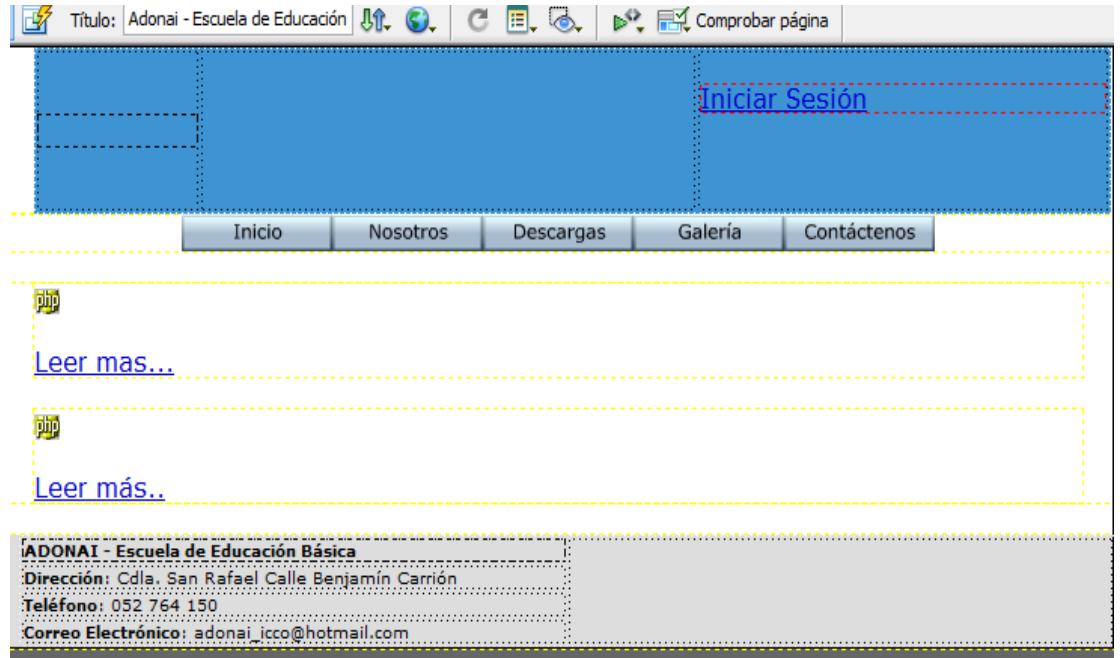 Título: Adonai - Escuela de Educación Comprobar página
Iniciar Sesión
Inicio Nosotros Descargas Galería Contáctenos
php
Leer mas...
php
Leer más..
ADONAI - Escuela de Educación Básica
Dirección: Cdla. San Rafael Calle Benjamín Carrión
Teléfono: 052 764 150
Correo Electrónico: adonai_icco@hotmail.com